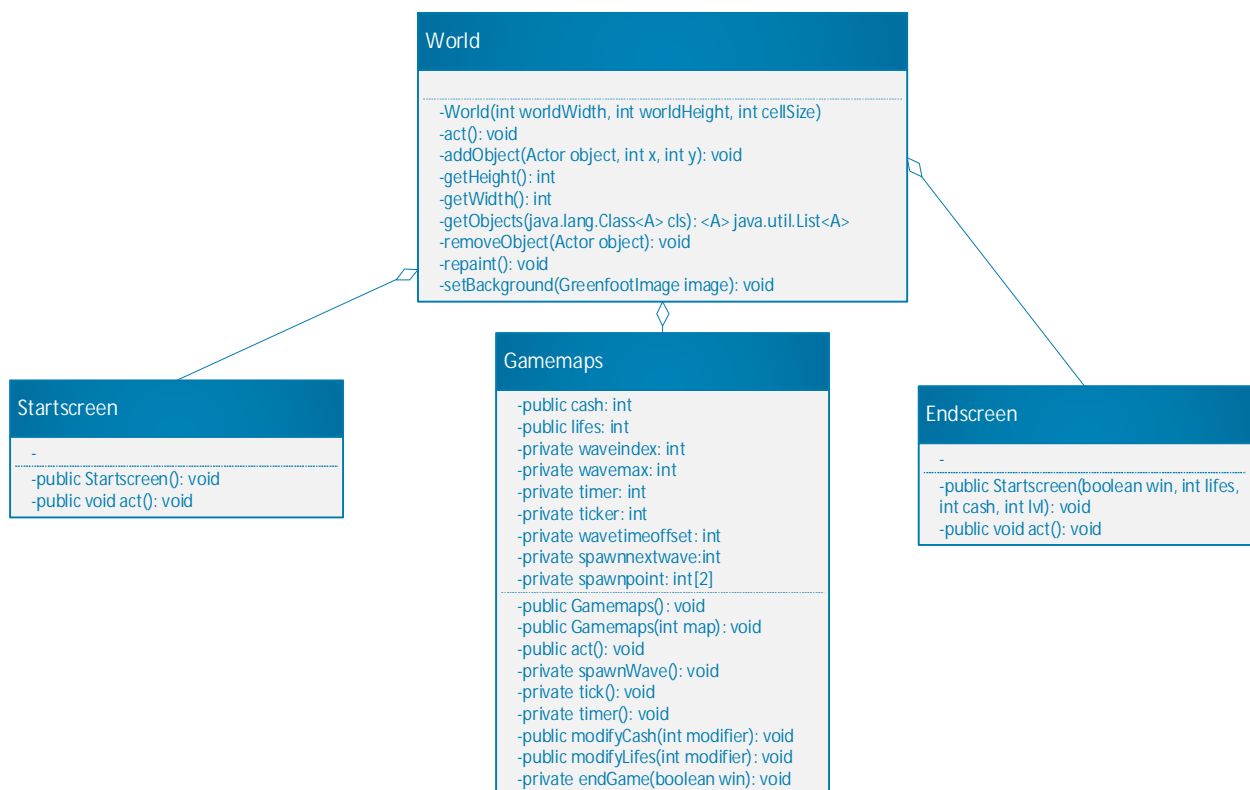 World
-World(int worldWidth, int worldHeight, int cellSize)
-act(): void
-addObject(Actor object, int x, int y): void
-getHeight(): int
-getWidth(): int
-getObjects(java.lang.Class<A> cls): <A> java.util.List<A>
-removeObject(Actor object): void
-repaint(): void
-setBackground(GreenfootImage image): void
Startscreen
-
-public Startscreen(): void
-public void act(): void
Gamemaps
-public cash: int
-public lifes: int
-private waveindex: int
-private wavemax: int
-private timer: int
-private ticker: int
-private wavetimeoffset: int
-private spawnnextwave:int
-private spawnpoint: int[2]
-public Gamemaps(): void
-public Gamemaps(int map): void
-public act(): void
-private spawnWave(): void
-private tick(): void
-private timer(): void
-public modifyCash(int modifier): void
-public modifyLifes(int modifier): void
-private endGame(boolean win): void
Endscreen
-
-public Startscreen(boolean win, int lifes,
int cash, int lvl): void
-public void act(): void